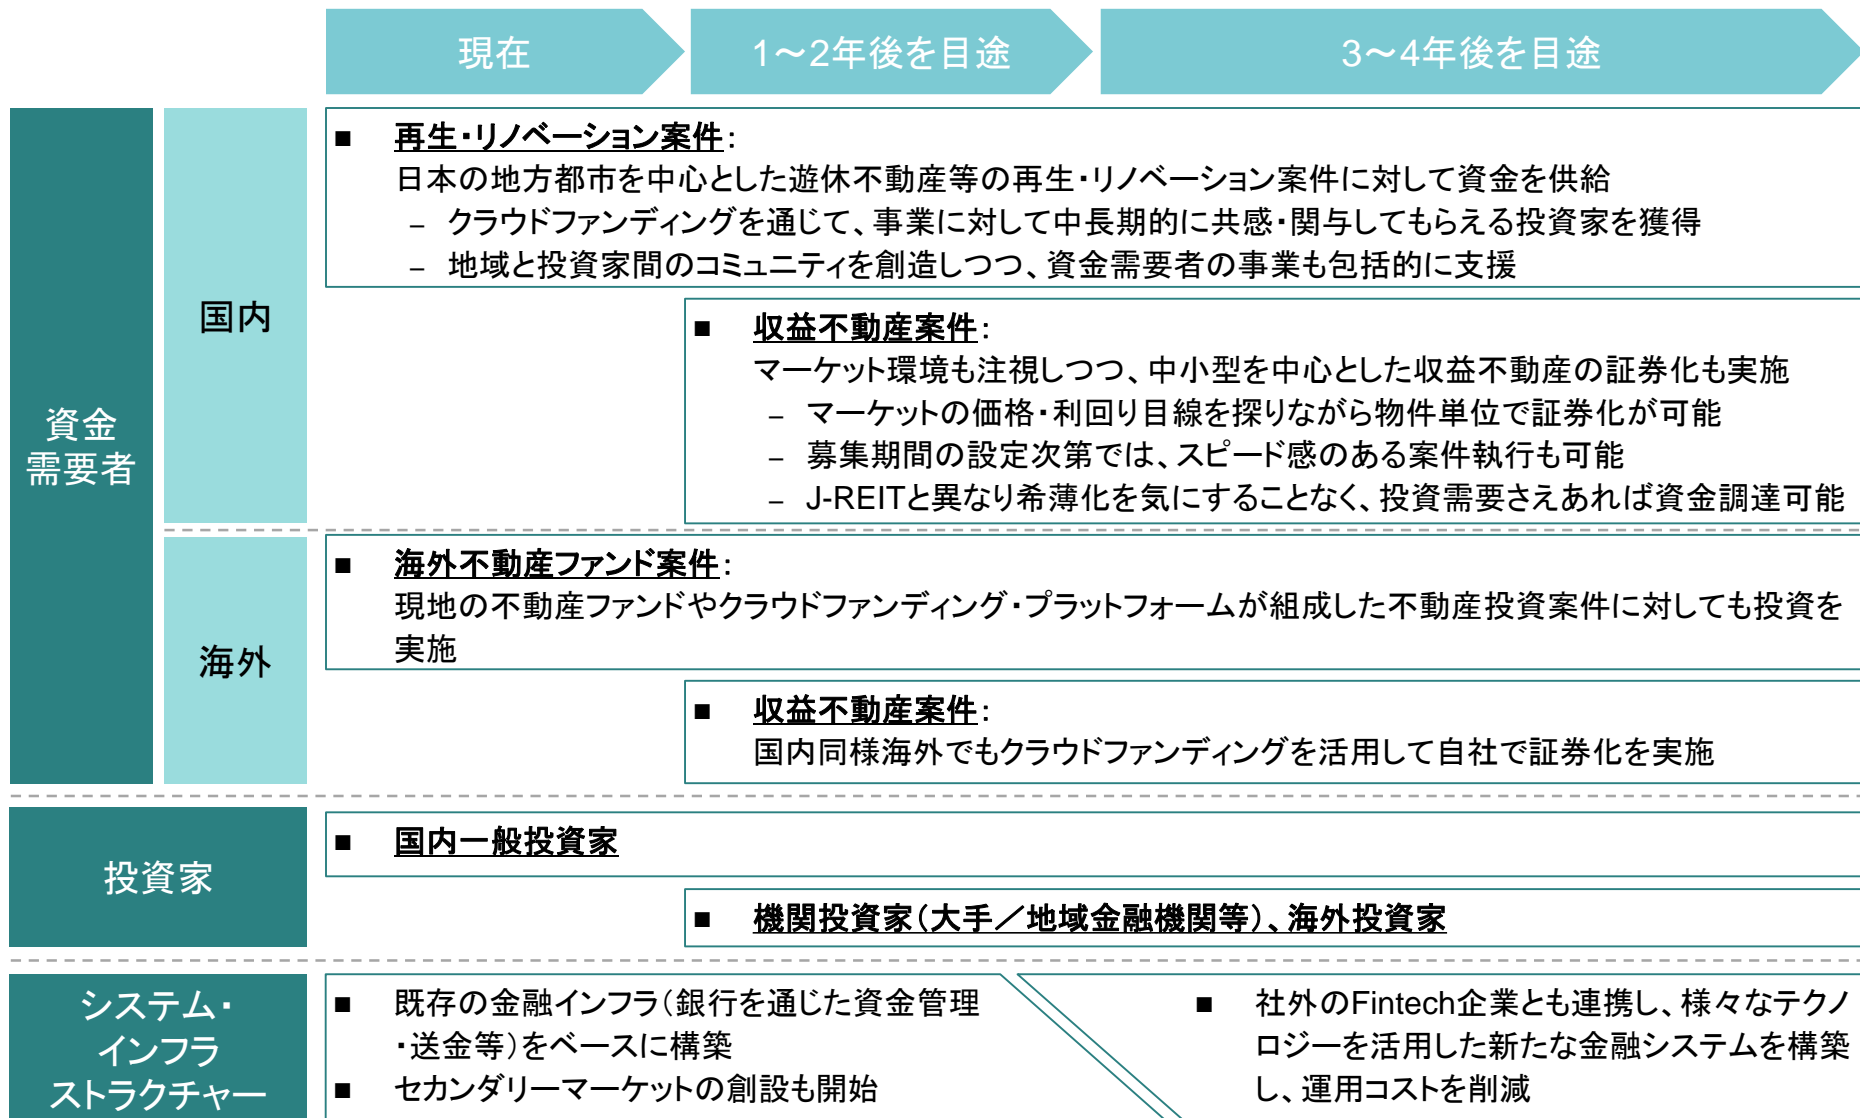 現在
1～2年後を目途
3～4年後を目途
資金
需要者
国内
■ 再生・リノベーション案件：
日本の地方都市を中心とした遊休不動産等の再生・リノベーション案件に対して資金を供給
– クラウドファンディングを通じて、事業に対して中長期的に共感・関与してもらえる投資家を獲得
– 地域と投資家間のコミュニティを創造しつつ、資金需要者の事業も包括的に支援
■ 収益不動産案件：
マーケット環境も注視しつつ、中小型を中心とした収益不動産の証券化も実施
– マーケットの価格・利回り目線を探りながら物件単位で証券化が可能
– 募集期間の設定次第では、スピード感のある案件執行も可能
– J-REITと異なり希薄化を気にすることなく、投資需要さえあれば資金調達可能
海外
■ 海外不動産ファンド案件：
現地の不動産ファンドやクラウドファンディング・プラットフォームが組成した不動産投資案件に対しても投資を
実施
■ 収益不動産案件：
国内同様海外でもクラウドファンディングを活用して自社で証券化を実施
投資家
■ 国内一般投資家
■ 機関投資家（大手／地域金融機関等）、海外投資家
システム・
インフラ
ストラクチャー
■ 既存の金融インフラ（銀行を通じた資金管理
・送金等）をベースに構築
■ セカンダリーマーケットの創設も開始
■ 社外のFintech企業とも連携し、様々なテクノ
ロジーを活用した新たな金融システムを構築
し、運用コストを削減